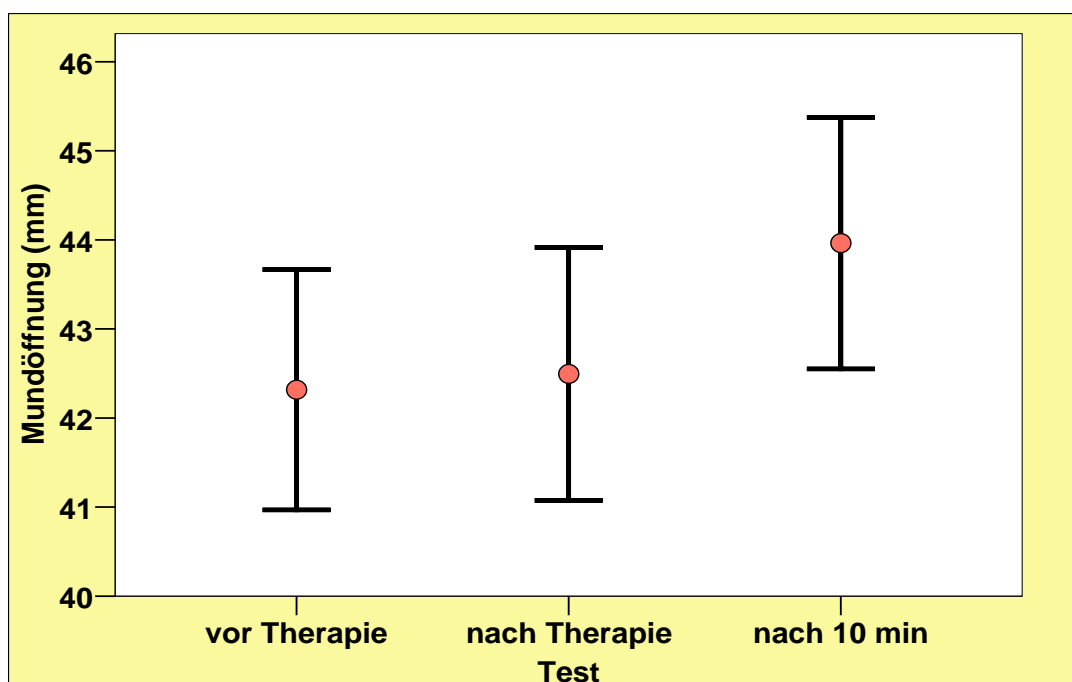 46
45
44
43
42
41
40
Mundöffnung (mm)
vor Therapie
nach Therapie
nach 10 min
Test